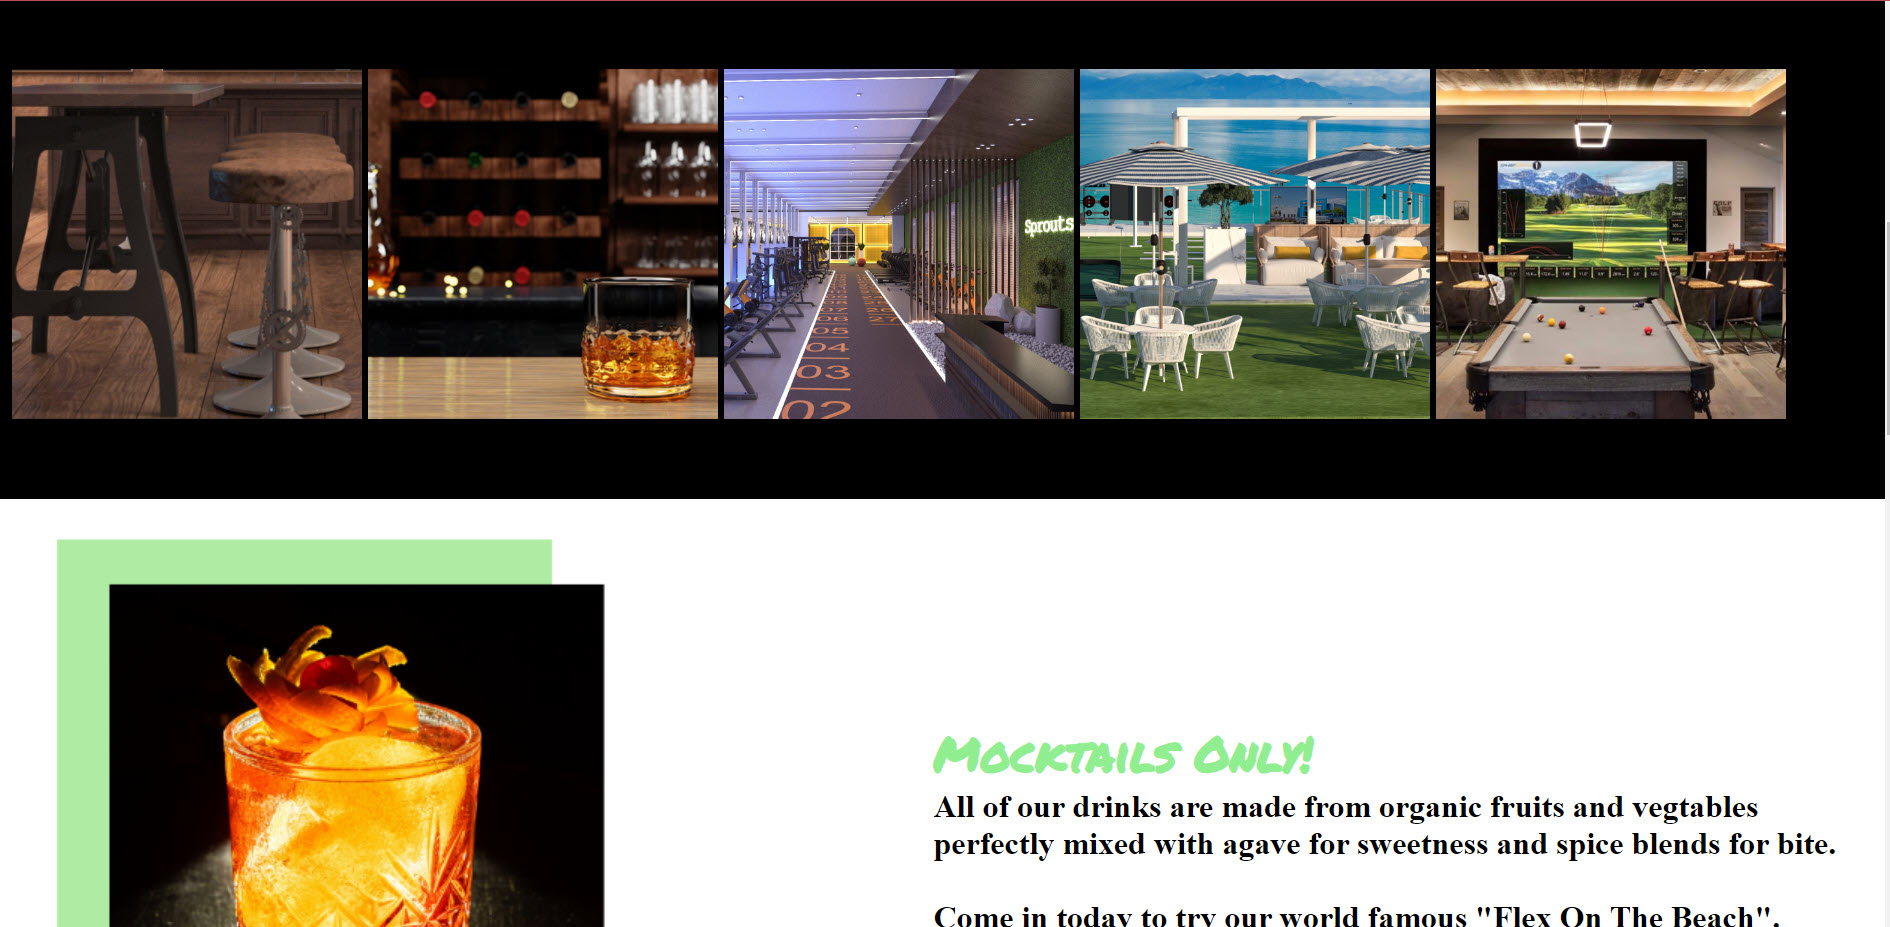 Sprouts
06
05
04
03
02
Mocktails Only!
All of our drinks are made from organic fruits and vegtables
perfectly mixed with agave for sweetness and spice blends for bite.
Come in today to try our world famous "Flex On The Beach".